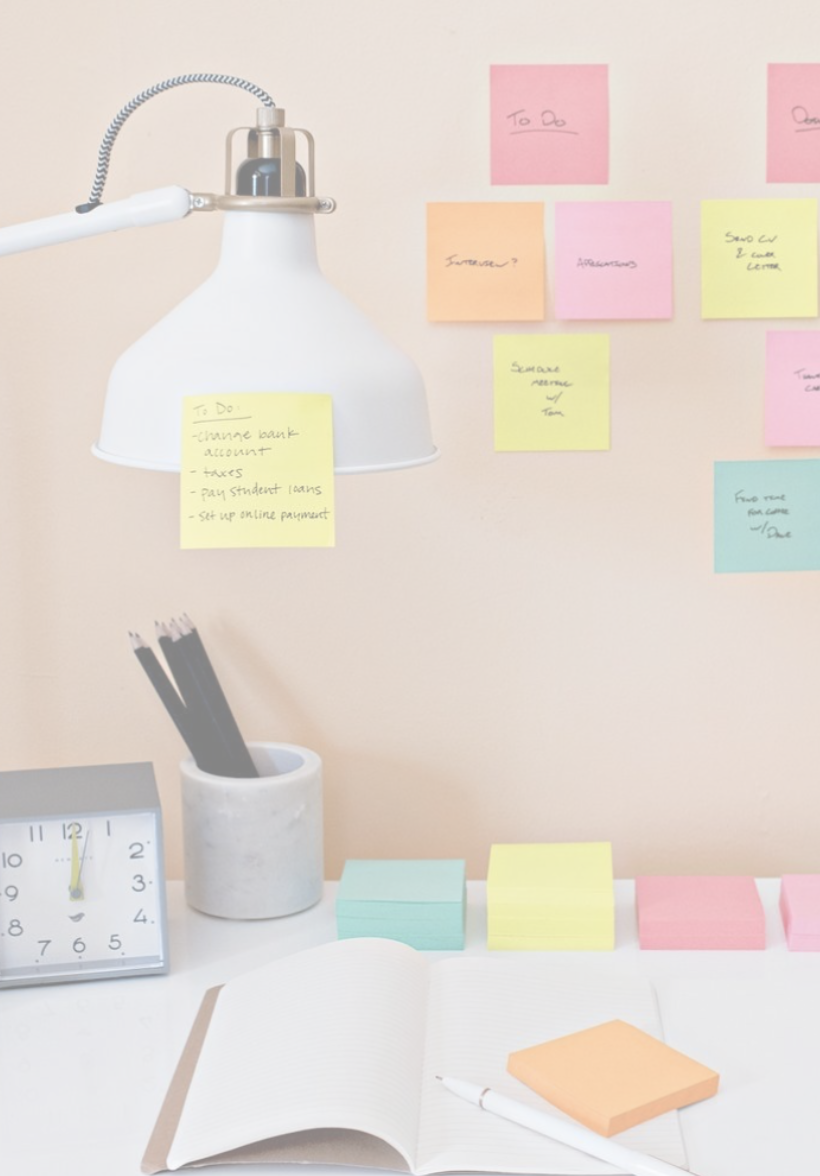 To Do
INTERVIEW?
APPLICATIONS
SEND CV
& COVER
LETTER
SCHEDULE
MEETING
w/
Tom
To Do:
-change bank
account
- taxes
- pay student loans
- set up online payment
FIND TIME
FOR COFFEE
w/ Dave
11 12 1
10 2
9 3
8 4
7 6 5